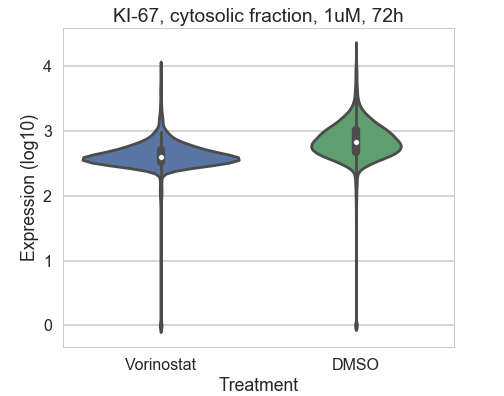 KI-67, cytosolic fraction, 1uM, 72h
Expression (log10)
4
3
2
1
0
Vorinostat
DMSO
Treatment